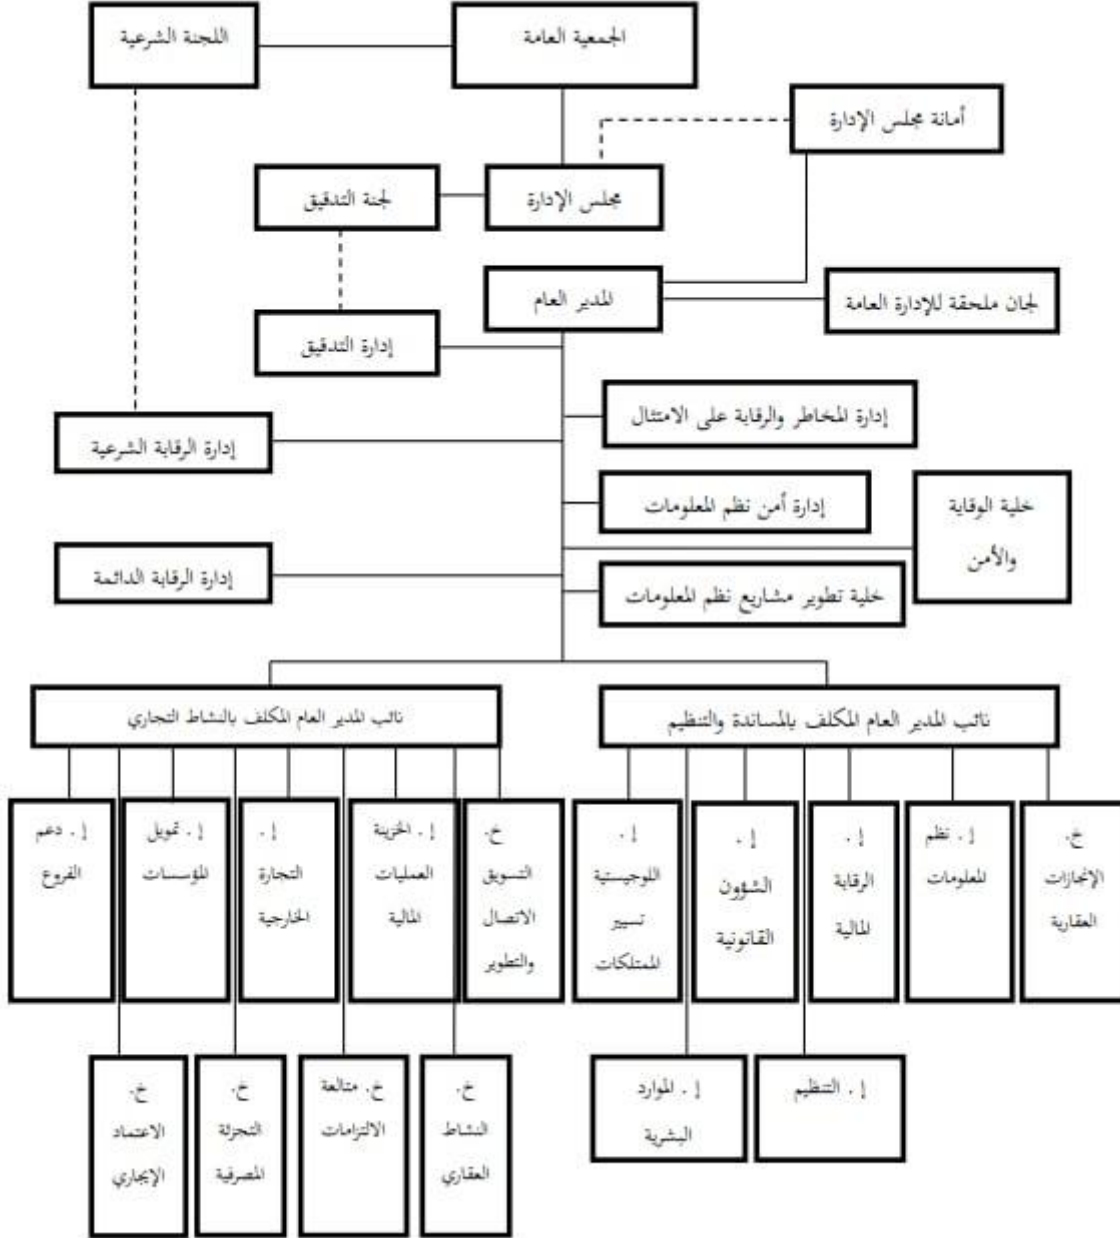 الجمعية العامة
اللجنة الشرعية
أمانة مجلس الإدارة
مجلس الإدارة
لجنة التدقيق
المدير العام
لجان ملحقة للإدارة العامة
إدارة التدقيق
إدارة المخاطر والرقابة على الامتثال
إدارة الرقابة الشرعية
إدارة أمن نظم المعلومات
خلية الوقاية
والأمن
إدارة الرقابة الدائمة
خلية تطوير مشاريع نظم المعلومات
نائب المدير العام المكلف بالمساندة والتنظيم
نائب المدير العام المكلف بالنشاط التجاري
خ.
الإنجازات
العقارية
إ. نظم
المعلومات
إ.
الرقابة
المالية
إ.
الشؤون
القانونية
إ.
اللوجيستية
تسيير
الممتلكات
خ.
التسويق
الاتصال
والتطوير
إ. الخزينة
العمليات
المالية
إ.
التجارة
الخارجية
إ. تمويل
المؤسسات
إ. دعم
الفروع
إ. التنظيم
إ. الموارد
البشرية
خ.
النشاط
العقاري
خ. متالعة
الالتزامات
خ.
التجزئة
المصرفية
خ.
الاعتماد
الإيجاري